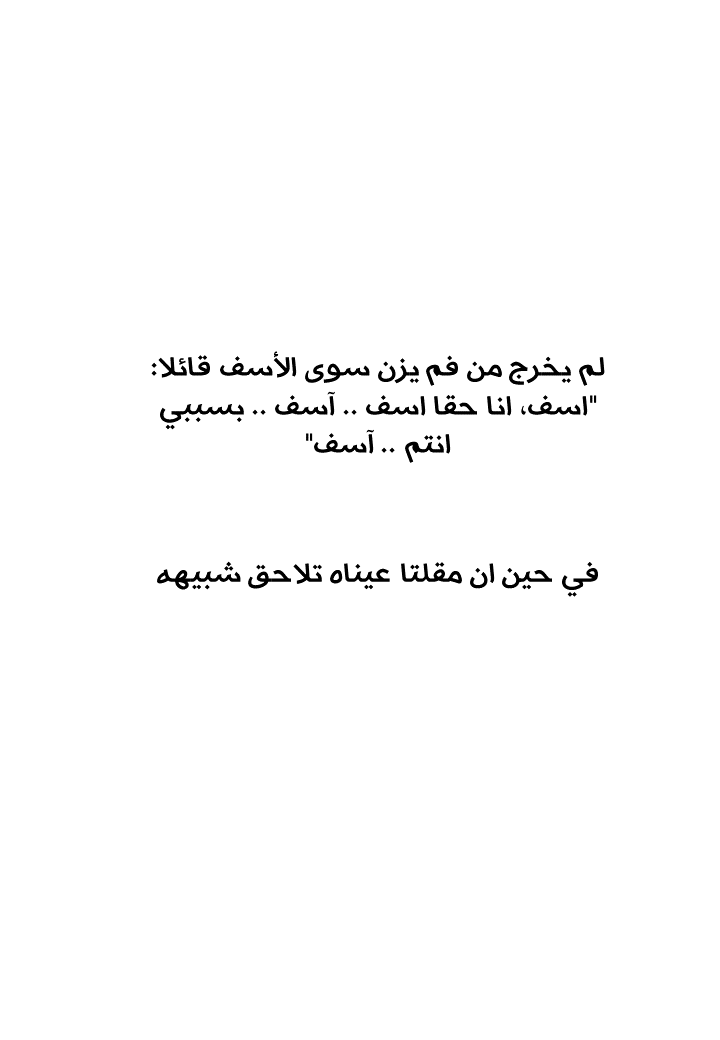 لم يخرج من فم يزن سوى الأسف قائلا:
"اسف، انا حقا اسف .. آسف .. بسببي
انتم .. آسف"
في حين ان مقلتا عيناه تلاحق شبيهه